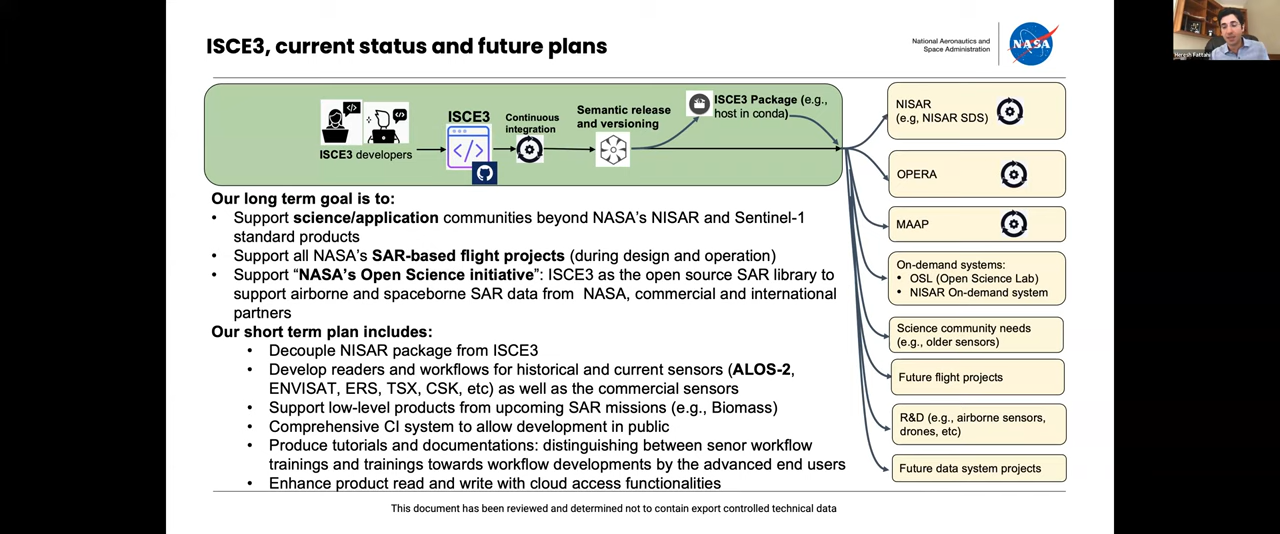 ISCE3, current status and future plans
National Aeronautics and
Space Administration
NASA
Heresh Fattahi
ISCE3 developers
ISCE3
Continuous
integration
Semantic release
and versioning
ISCE3 Package (e.g.,
host in conda)
NISAR
(e.g, NISAR SDS)
OPERA
MAAP
On-demand systems:
• OSL (Open Science Lab)
• NISAR On-demand system
Science community needs
(e.g., older sensors)
Future flight projects
R&D (e.g., airborne sensors,
drones, etc)
Future data system projects
Our long term goal is to:
• Support science/application communities beyond NASA's NISAR and Sentinel-1
standard products
• Support all NASA's SAR-based flight projects (during design and operation)
• Support "NASA's Open Science initiative": ISCE3 as the open source SAR library to
support airborne and spaceborne SAR data from NASA, commercial and international
partners
Our short term plan includes:
• Decouple NISAR package from ISCE3
• Develop readers and workflows for historical and current sensors (ALOS-2,
ENVISAT, ERS, TSX, CSK, etc) as well as the commercial sensors
• Support low-level products from upcoming SAR missions (e.g., Biomass)
• Comprehensive CI system to allow development in public
• Produce tutorials and documentations: distinguishing between senor workflow
trainings and trainings towards workflow developments by the advanced end users
• Enhance product read and write with cloud access functionalities
This document has been reviewed and determined not to contain export controlled technical data